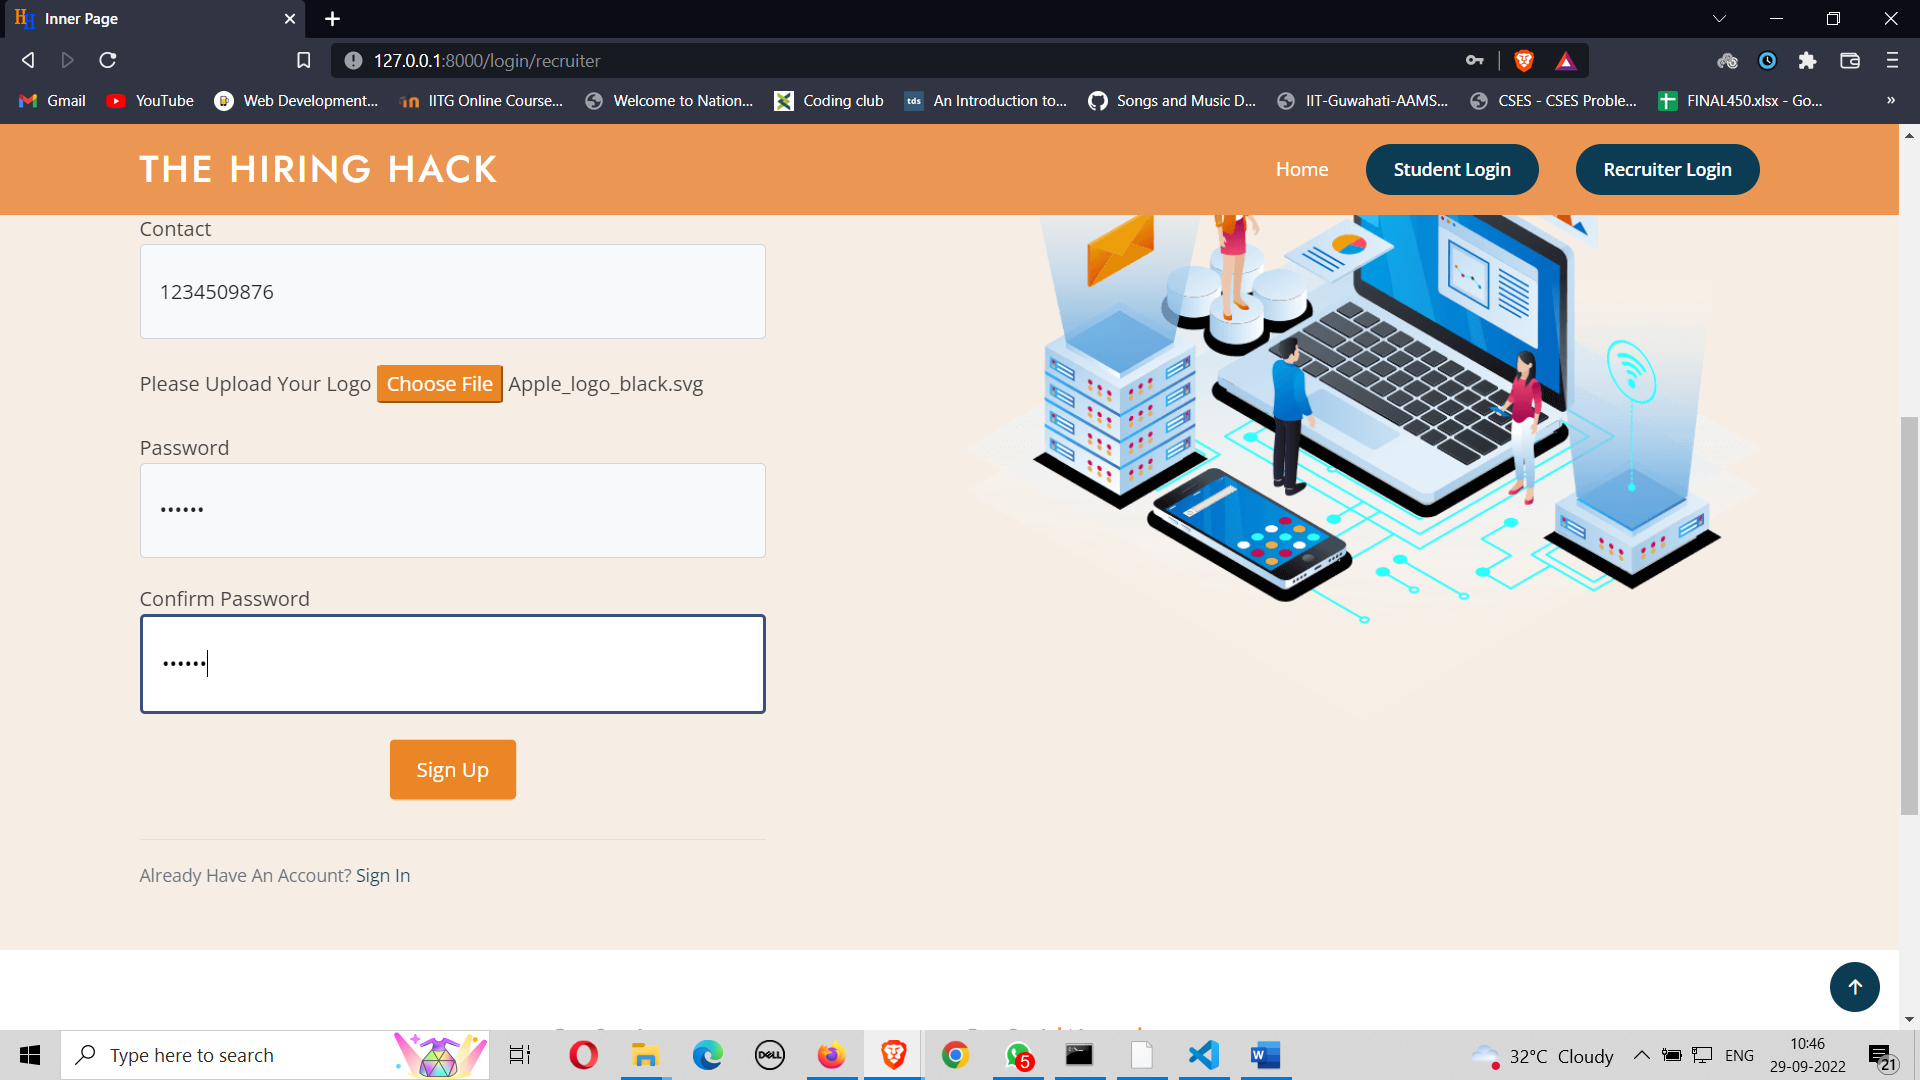 Inner Page
127.0.0.1:8000/login/recruiter
Gmail YouTube Web Development... IITG Online Course... Welcome to Nation... Coding club tds An Introduction to... Songs and Music D... IIT-Guwahati-AAMS... CSES - CSES Proble... FINAL450.xlsx - Go... »
THE HIRING HACK Home Student Login Recruiter Login
Contact
1234509876
Please Upload Your Logo Choose File Apple_logo_black.svg
Password
••••••
Confirm Password
••••••
Sign Up
Already Have An Account? Sign In
Type here to search
DELL
5
32°C Cloudy
ENG
10:46
29-09-2022
21